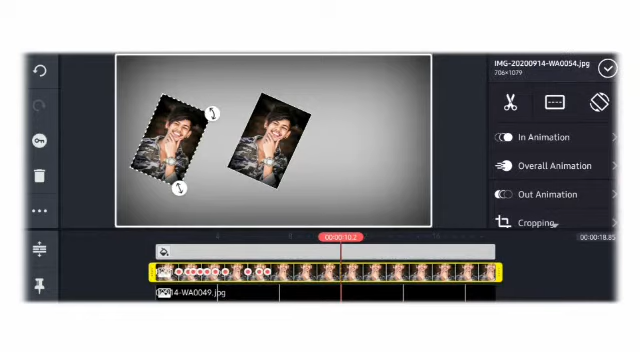 IMG-20200914-WA0054.jpg
706×1079
In Animation
Overall Animation
Out Animation
Cropping
00:00:10.2
00:00:18.85
14-WA0049.jpg